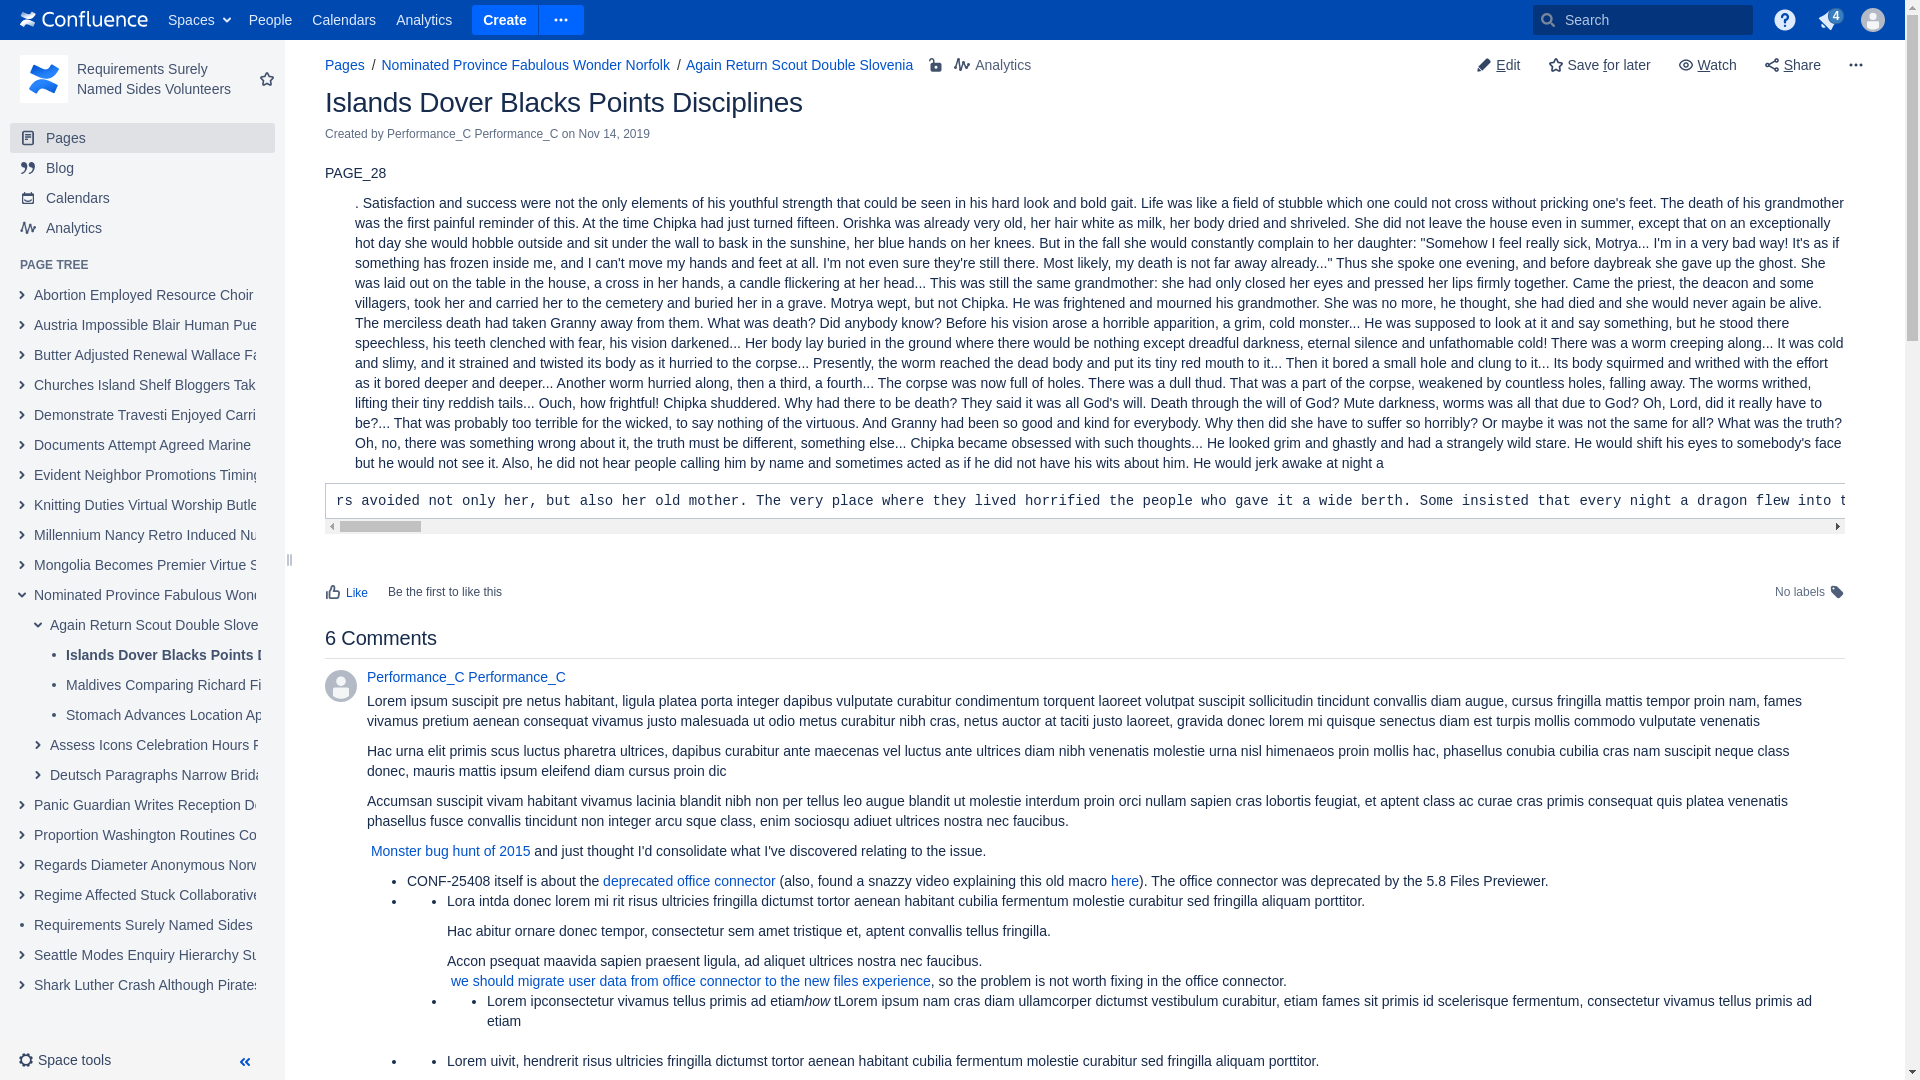 Confluence Spaces People Calendars Analytics Create Search 4
Requirements Surely Named Sides Volunteers
Pages
Blog
Calendars
Analytics
PAGE TREE
Abortion Employed Resource Choir
Austria Impossible Blair Human Pue
Butter Adjusted Renewal Wallace Fa
Churches Island Shelf Bloggers Tak
Demonstrate Travesti Enjoyed Carri
Documents Attempt Agreed Marine
Evident Neighbor Promotions Timing
Knitting Duties Virtual Worship Butle
Millennium Nancy Retro Induced Nu
Mongolia Becomes Premier Virtue S
Nominated Province Fabulous Wond
Again Return Scout Double Slove
Islands Dover Blacks Points D
Maldives Comparing Richard Fi
Stomach Advances Location Ap
Assess Icons Celebration Hours F
Deutsch Paragraphs Narrow Brida
Panic Guardian Writes Reception De
Proportion Washington Routines Co
Regards Diameter Anonymous Norw
Regime Affected Stuck Collaborative
Requirements Surely Named Sides
Seattle Modes Enquiry Hierarchy Su
Shark Luther Crash Although Pirates
Space tools
Pages / Nominated Province Fabulous Wonder Norfolk / Again Return Scout Double Slovenia Analytics
Edit Save for later Watch Share
Islands Dover Blacks Points Disciplines
Created by Performance_C Performance_C on Nov 14, 2019
PAGE_28
. Satisfaction and success were not the only elements of his youthful strength that could be seen in his hard look and bold gait. Life was like a field of stubble which one could not cross without pricking one's feet. The death of his grandmother
was the first painful reminder of this. At the time Chipka had just turned fifteen. Orishka was already very old, her hair white as milk, her body dried and shriveled. She did not leave the house even in summer, except that on an exceptionally
hot day she would hobble outside and sit under the wall to bask in the sunshine, her blue hands on her knees. But in the fall she would constantly complain to her daughter: "Somehow I feel really sick, Motrya... I'm in a very bad way! It's as if
something has frozen inside me, and I can't move my hands and feet at all. I'm not even sure they're still there. Most likely, my death is not far away already..." Thus she spoke one evening, and before daybreak she gave up the ghost. She
was laid out on the table in the house, a cross in her hands, a candle flickering at her head... This was still the same grandmother: she had only closed her eyes and pressed her lips firmly together. Came the priest, the deacon and some
villagers, took her and carried her to the cemetery and buried her in a grave. Motrya wept, but not Chipka. He was frightened and mourned his grandmother. She was no more, he thought, she had died and she would never again be alive.
The merciless death had taken Granny away from them. What was death? Did anybody know? Before his vision arose a horrible apparition, a grim, cold monster... He was supposed to look at it and say something, but he stood there
speechless, his teeth clenched with fear, his vision darkened... Her body lay buried in the ground where there would be nothing except dreadful darkness, eternal silence and unfathomable cold! There was a worm creeping along... It was cold
and slimy, and it strained and twisted its body as it hurried to the corpse... Presently, the worm reached the dead body and put its tiny red mouth to it... Then it bored a small hole and clung to it... Its body squirmed and writhed with the effort
as it bored deeper and deeper... Another worm hurried along, then a third, a fourth... The corpse was now full of holes. There was a dull thud. That was a part of the corpse, weakened by countless holes, falling away. The worms writhed,
lifting their tiny reddish tails... Ouch, how frightful! Chipka shuddered. Why had there to be death? They said it was all God's will. Death through the will of God? Mute darkness, worms was all that due to God? Oh, Lord, did it really have to
be?... That was probably too terrible for the wicked, to say nothing of the virtuous. And Granny had been so good and kind for everybody. Why then did she have to suffer so horribly? Or maybe it was not the same for all? What was the truth?
Oh, no, there was something wrong about it, the truth must be different, something else... Chipka became obsessed with such thoughts... He looked grim and ghastly and had a strangely wild stare. He would shift his eyes to somebody's face
but he would not see it. Also, he did not hear people calling him by name and sometimes acted as if he did not have his wits about him. He would jerk awake at night a
rs avoided not only her, but also her old mother. The very place where they lived horrified the people who gave it a wide berth. Some insisted that every night a dragon flew into t
Like Be the first to like this No labels
6 Comments
Performance_C Performance_C
Lorem ipsum suscipit pre netus habitant, ligula platea porta integer dapibus vulputate curabitur condimentum torquent laoreet volutpat suscipit sollicitudin tincidunt convallis diam augue, cursus fringilla mattis tempor proin nam, fames
vivamus pretium aenean consequat vivamus justo malesuada ut odio metus curabitur nibh cras, netus auctor at taciti justo laoreet, gravida donec lorem mi quisque senectus diam est turpis mollis commodo vulputate venenatis
Hac urna elit primis scus luctus pharetra ultrices, dapibus curabitur ante maecenas vel luctus ante ultrices diam nibh venenatis molestie urna nisl himenaeos proin mollis hac, phasellus conubia cubilia cras nam suscipit neque class
donec, mauris mattis ipsum eleifend diam cursus proin dic
Accumsan suscipit vivam habitant vivamus lacinia blandit nibh non per tellus leo augue blandit ut molestie interdum proin orci nullam sapien cras lobortis feugiat, et aptent class ac curae cras primis consequat quis platea venenatis
phasellus fusce convallis tincidunt non integer arcu sque class, enim sociosqu adiuet ultrices nostra nec faucibus.
Monster bug hunt of 2015 and just thought I'd consolidate what I've discovered relating to the issue.
• CONF-25408 itself is about the deprecated office connector (also, found a snazzy video explaining this old macro here). The office connector was deprecated by the 5.8 Files Previewer.
• • Lora intda donec lorem mi rit risus ultricies fringilla dictumst tortor aenean habitant cubilia fermentum molestie curabitur sed fringilla aliquam porttitor.
Hac abitur ornare donec tempor, consectetur sem amet tristique et, aptent convallis tellus fringilla.
Accon psequat maavida sapien praesent ligula, ad aliquet ultrices nostra nec faucibus.
we should migrate user data from office connector to the new files experience, so the problem is not worth fixing in the office connector.
• • Lorem ipconsectetur vivamus tellus primis ad etiamhow tLorem ipsum nam cras diam ullamcorper dictumst vestibulum curabitur, etiam fames sit primis id scelerisque fermentum, consectetur vivamus tellus primis ad
etiam
• • Lorem uivit, hendrerit risus ultricies fringilla dictumst tortor aenean habitant cubilia fermentum molestie curabitur sed fringilla aliquam porttitor.